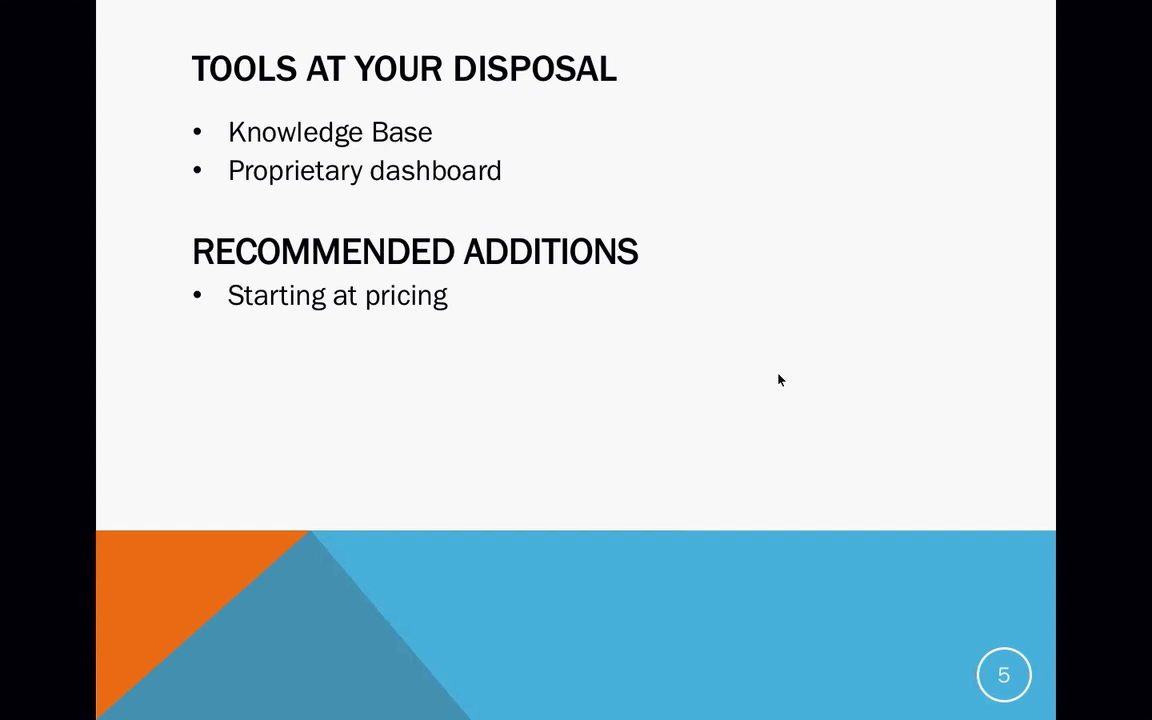 TOOLS AT YOUR DISPOSAL
• Knowledge Base
• Proprietary dashboard
RECOMMENDED ADDITIONS
• Starting at pricing
5